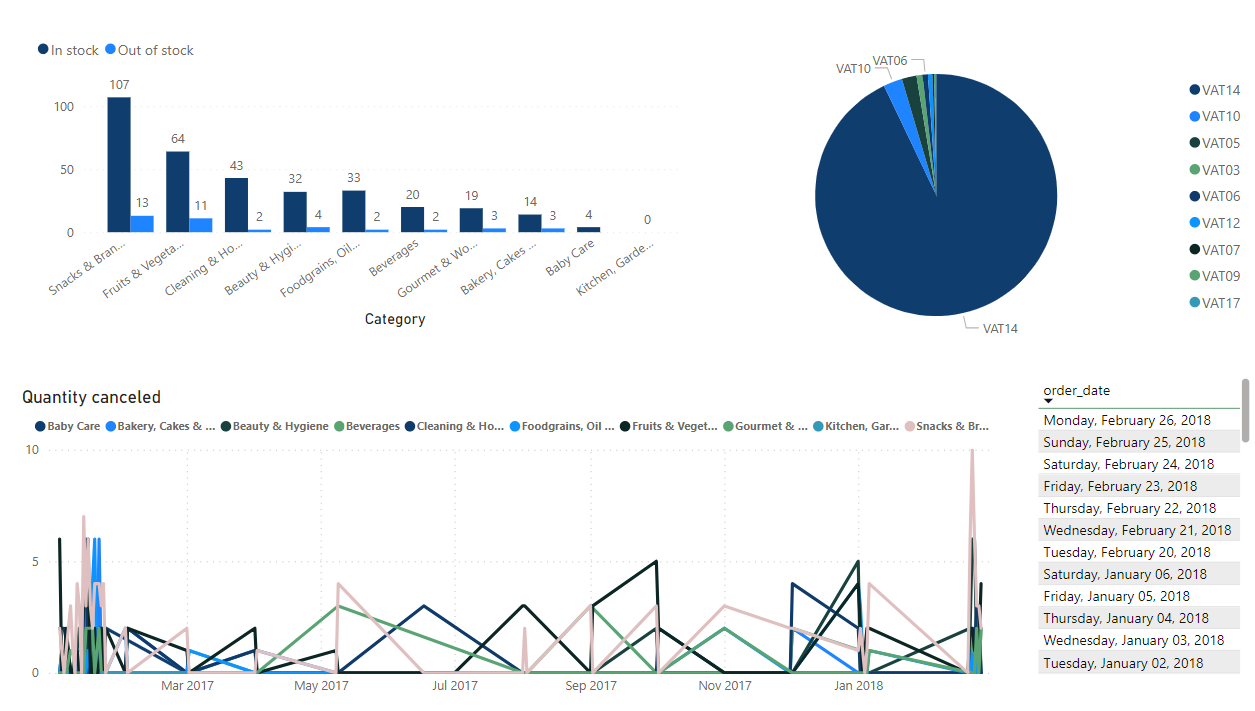 In stock Out of stock
107
100
64
50
43
32
33
20
19
14
13
11
2
4
2
2
3
3
4
0
0
Snacks & Bran...
Fruits & Vegeta...
Cleaning & Ho...
Beauty & Hygi...
Foodgrains, Oil...
Beverages
Gourmet & Wo...
Bakery, Cakes ...
Baby Care
Kitchen, Garde...
Category
VAT10 VAT06
VAT14
VAT14
VAT10
VAT05
VAT03
VAT06
VAT12
VAT07
VAT09
VAT17
Quantity canceled
Baby Care Bakery, Cakes & ... Beauty & Hygiene Beverages Cleaning & Ho... Foodgrains, Oil ... Fruits & Veget... Gourmet & ... Kitchen, Gar... Snacks & Br...
10
5
0
Mar 2017 May 2017 Jul 2017 Sep 2017 Nov 2017 Jan 2018
order_date
Monday, February 26, 2018
Sunday, February 25, 2018
Saturday, February 24, 2018
Friday, February 23, 2018
Thursday, February 22, 2018
Wednesday, February 21, 2018
Tuesday, February 20, 2018
Saturday, January 06, 2018
Friday, January 05, 2018
Thursday, January 04, 2018
Wednesday, January 03, 2018
Tuesday, January 02, 2018